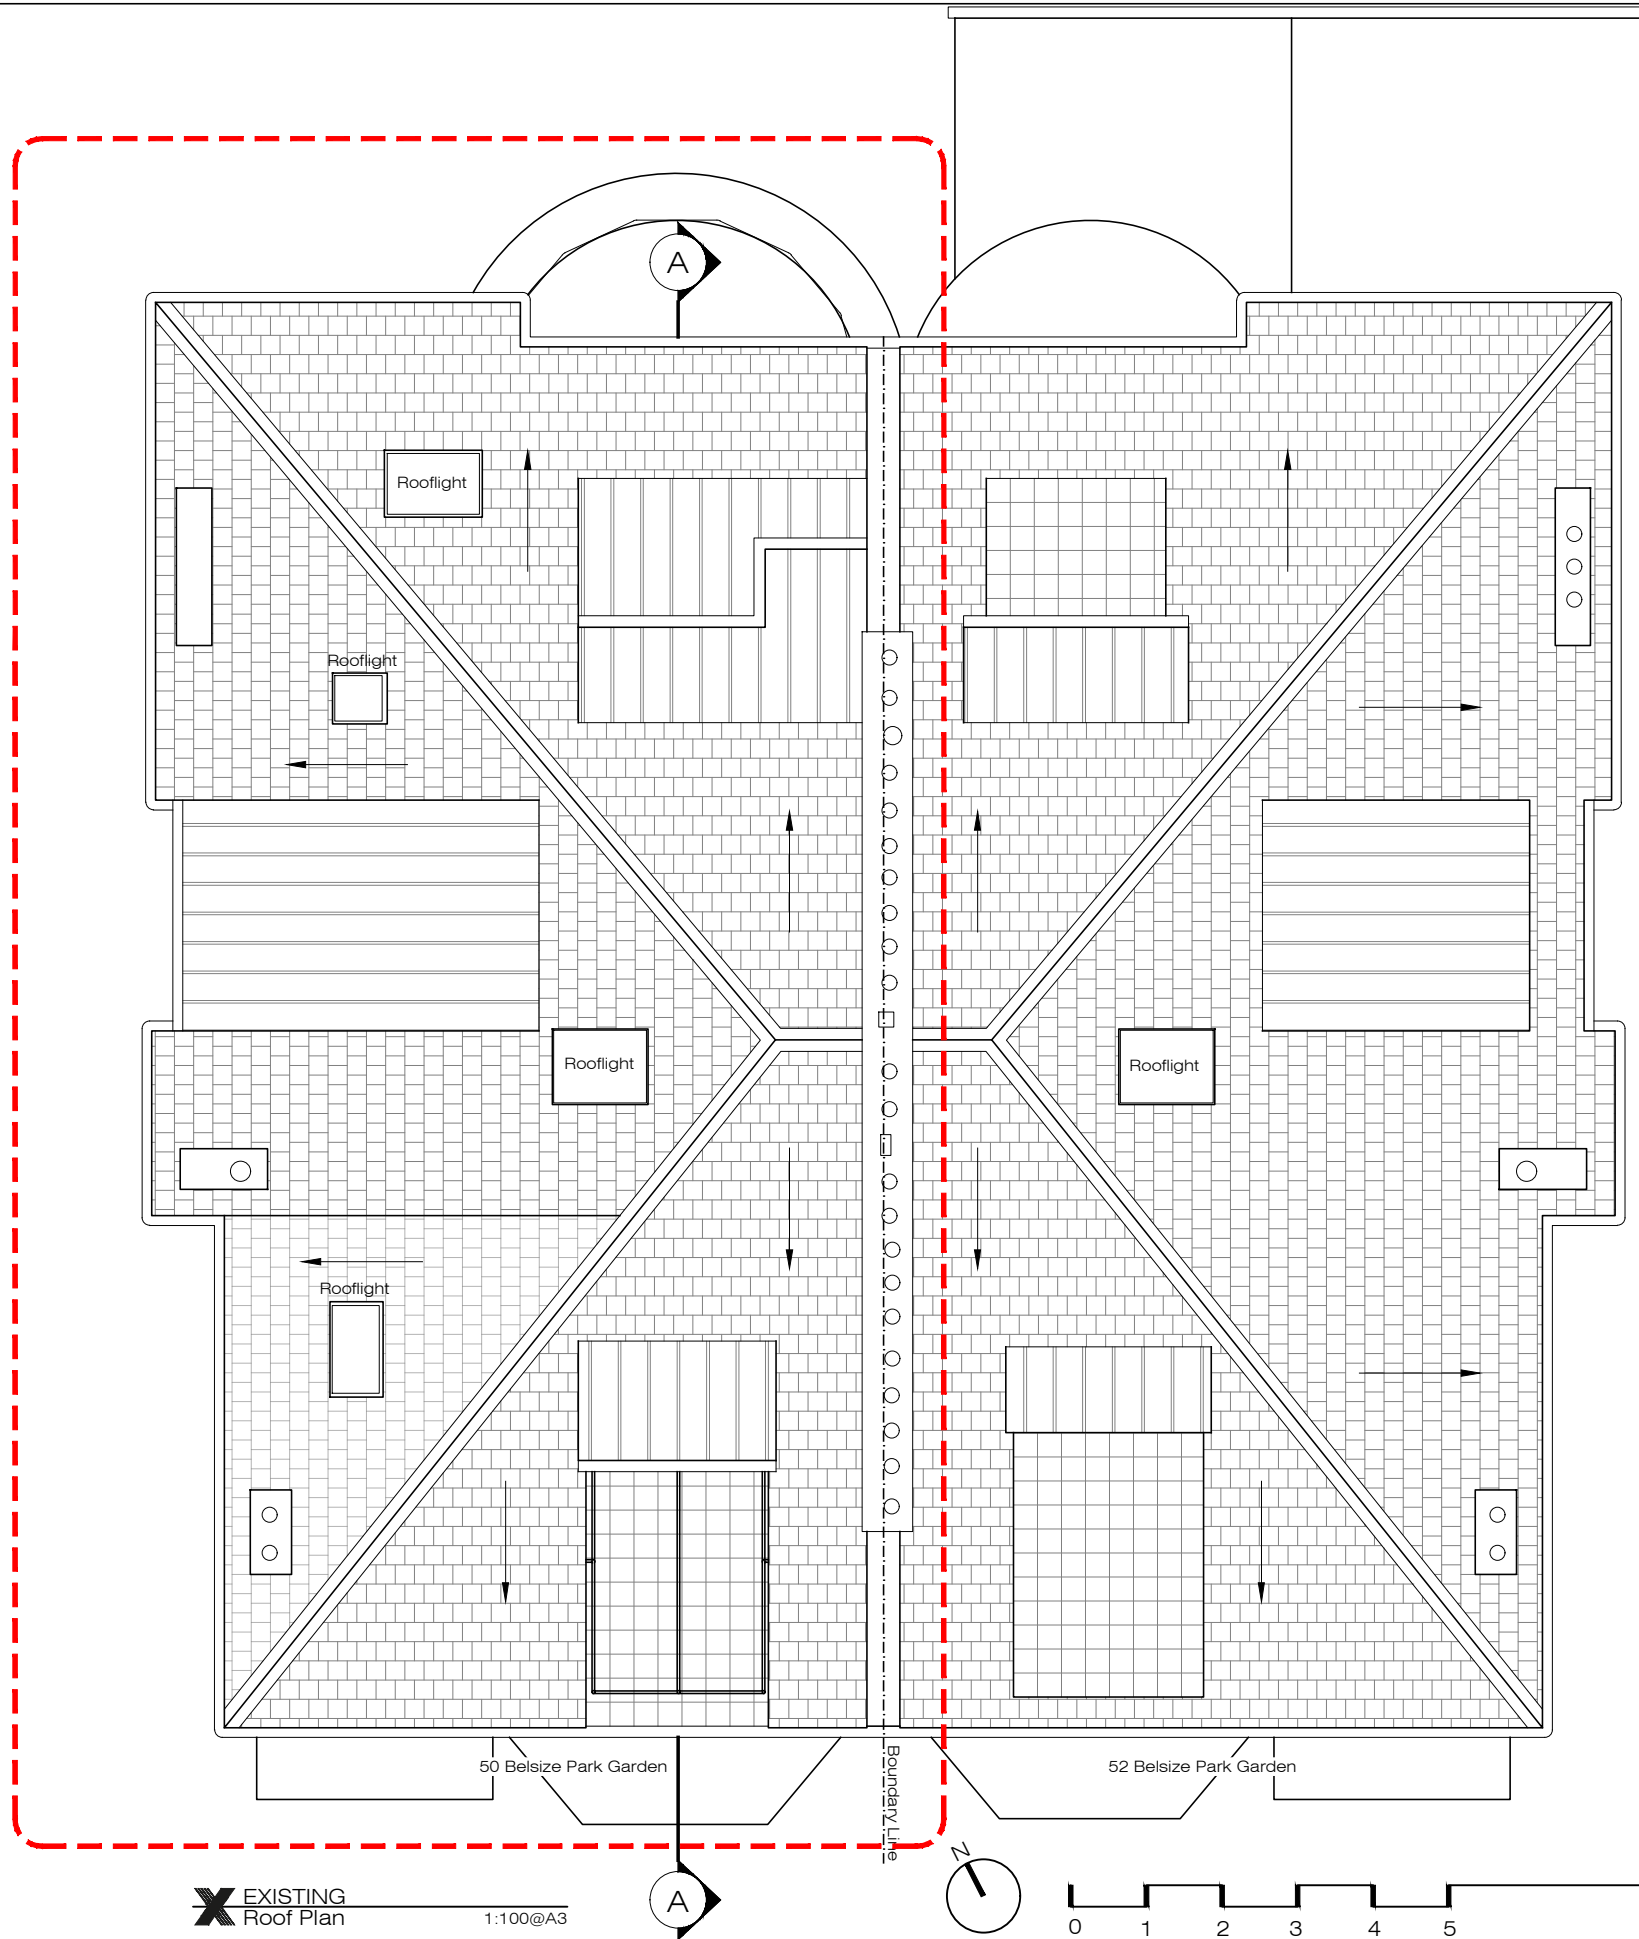 A
Rooflight
Rooflight
Rooflight
Rooflight
Rooflight
50 Belsize Park Garden
52 Belsize Park Garden
Boundary Line
N
EXISTING
Roof Plan
1:100@A3
A
0 1 2 3 4 5